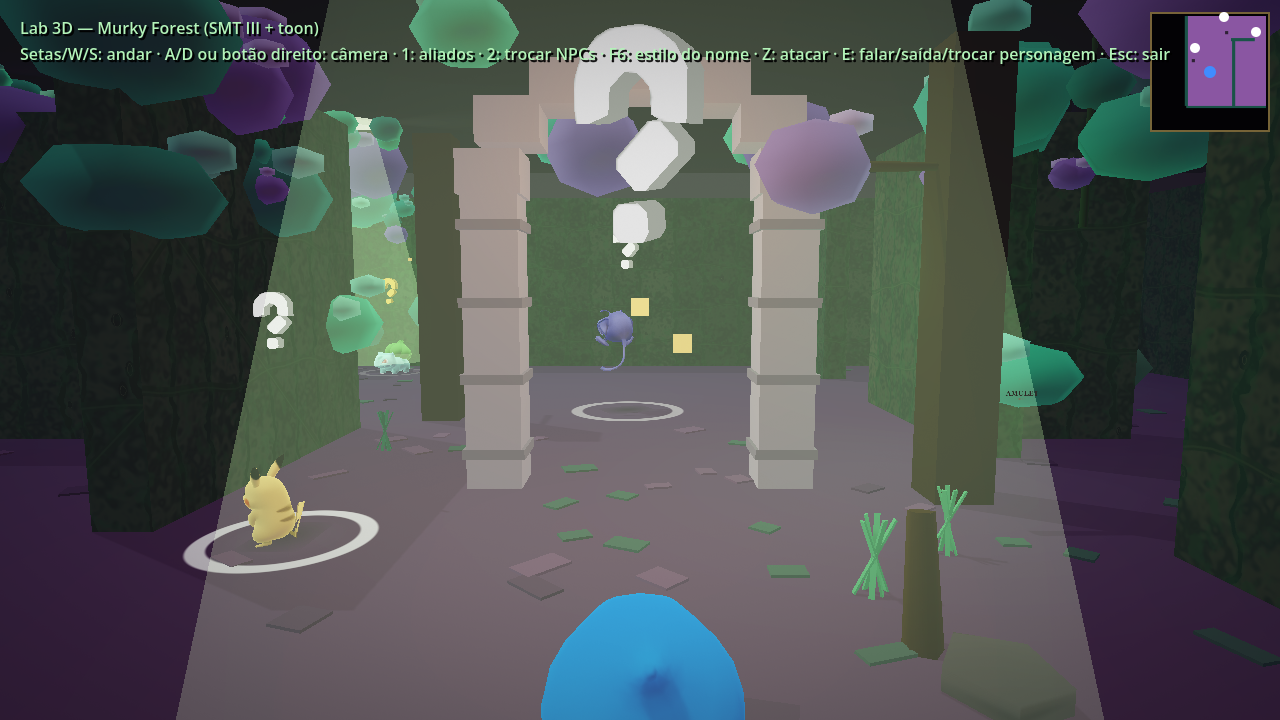 Lab 3D — Murky Forest (SMT III + toon)
Setas/W/S: andar · A/D ou botão direito: câmera · 1: aliados · 2: trocar NPCs · F6: estilo do nome · Z: atacar · E: falar/saída/trocar personagem · Esc: sair
?
?
?
?
AMULET